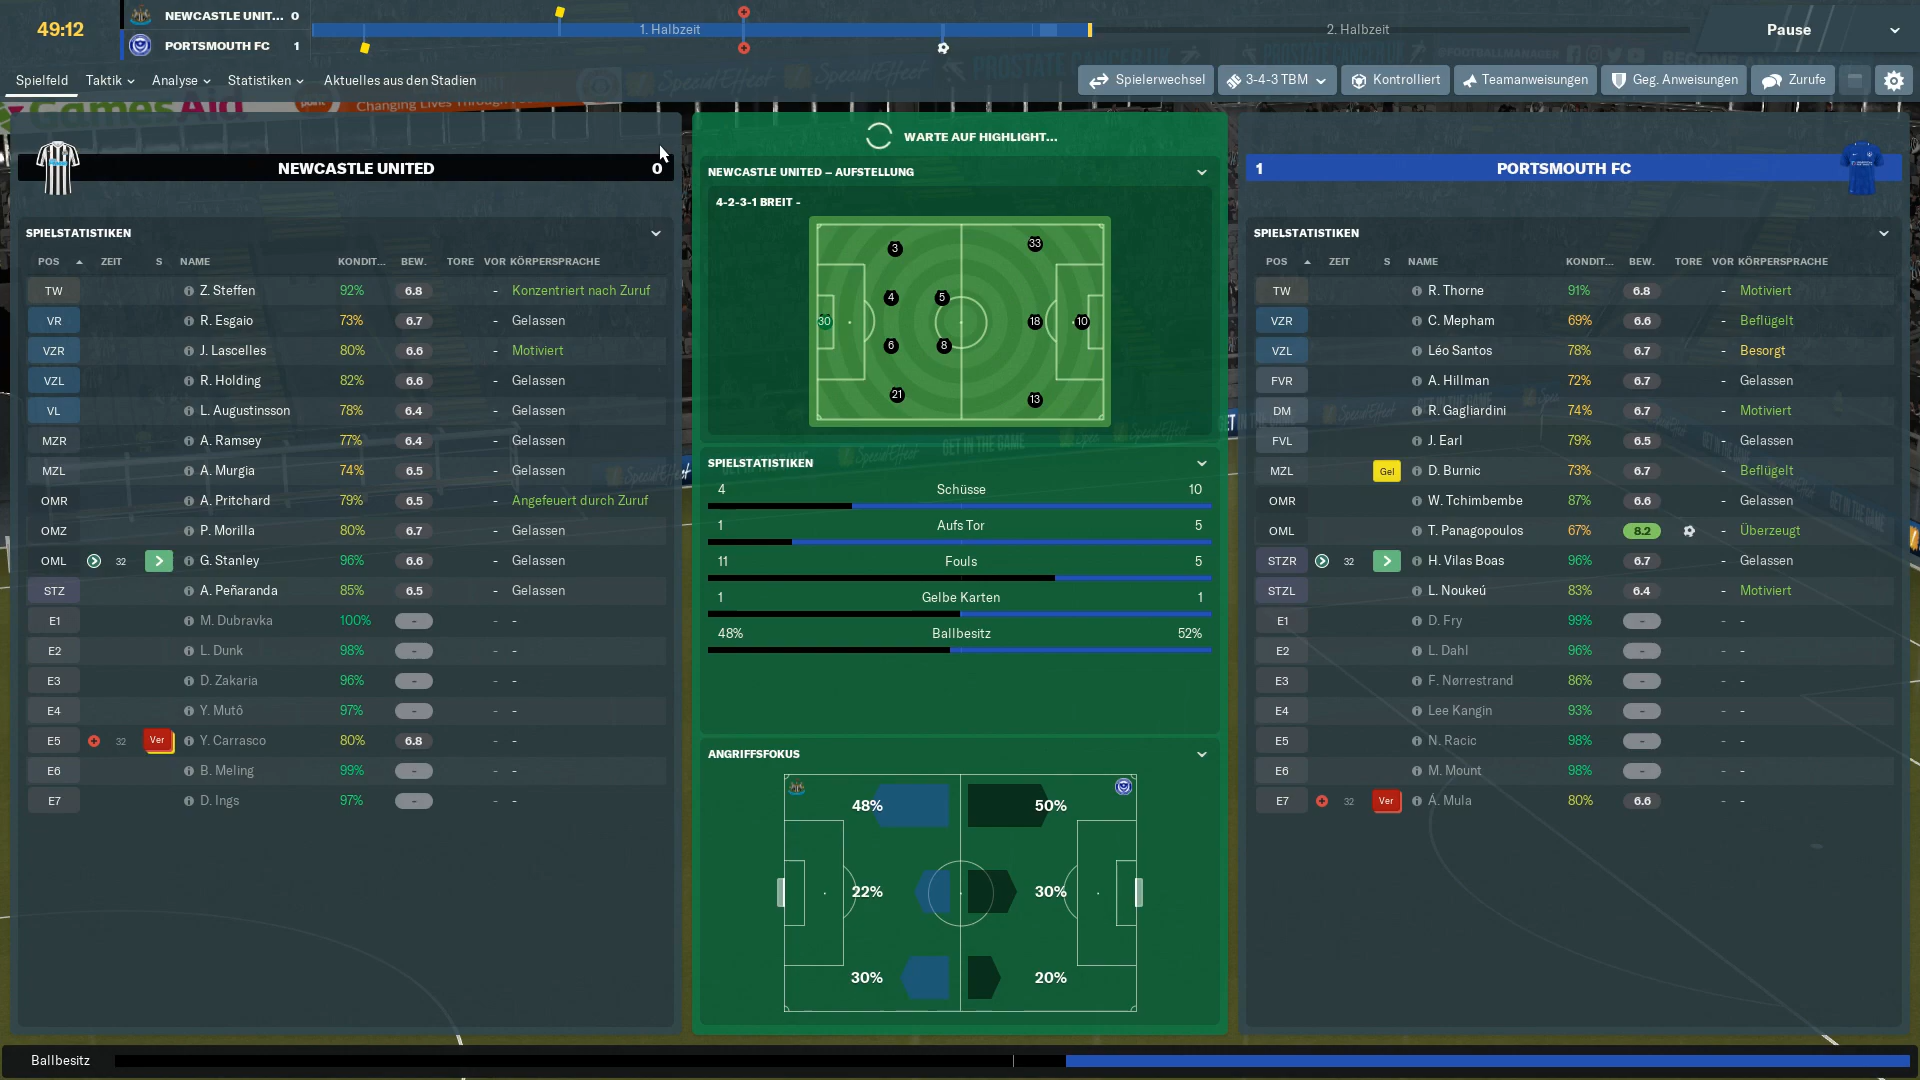 49:12
NEWCASTLE UNIT... 0
PORTSMOUTH FC 1
1. Halbzeit
2. Halbzeit
Pause
Spielfeld Taktik Analyse Statistiken Aktuelles aus den Stadien
Spielerwechsel 3-4-3 TBM Kontrolliert Teamanweisungen Geg. Anweisungen Zurufe
NEWCASTLE UNITED 0
SPIELSTATISTIKEN
POS ZEIT S NAME KONDIT... BEW. TORE VOR KÖRPERSPRACHE
TW Z. Steffen 92% 6.8 - Konzentriert nach Zuruf
VR R. Esgaio 73% 6.7 - Gelassen
VZR J. Lascelles 80% 6.6 - Motiviert
VZL R. Holding 82% 6.6 - Gelassen
VL L. Augustinsson 78% 6.4 - Gelassen
MZR A. Ramsey 77% 6.4 - Gelassen
MZL A. Murgia 74% 6.5 - Gelassen
OMR A. Pritchard 79% 6.5 - Angefeuert durch Zuruf
OMZ P. Morilla 80% 6.7 - Gelassen
OML 32 G. Stanley 96% 6.6 - Gelassen
STZ A. Peñaranda 85% 6.5 - Gelassen
E1 M. Dubravka 100% - - -
E2 L. Dunk 98% - - -
E3 D. Zakaria 96% - - -
E4 Y. Mutō 97% - - -
E5 32 Ver Y. Carrasco 80% 6.8 - -
E6 B. Meling 99% - - -
E7 D. Ings 97% - - -
WARTE AUF HIGHLIGHT...
NEWCASTLE UNITED – AUFSTELLUNG
4-2-3-1 BREIT -
3 33
4 5
30 18 10
6 8
21 13
SPIELSTATISTIKEN
4 Schüsse 10
1 Aufs Tor 5
11 Fouls 5
1 Gelbe Karten 1
48% Ballbesitz 52%
ANGRIFFSFOKUS
48% 50%
22% 30%
30% 20%
1 PORTSMOUTH FC
SPIELSTATISTIKEN
POS ZEIT S NAME KONDIT... BEW. TORE VOR KÖRPERSPRACHE
TW R. Thorne 91% 6.8 - Motiviert
VZR C. Mepham 69% 6.6 - Beflügelt
VZL Léo Santos 78% 6.7 - Besorgt
FVR A. Hillman 72% 6.7 - Gelassen
DM R. Gagliardini 74% 6.7 - Motiviert
FVL J. Earl 79% 6.5 - Gelassen
MZL Gel D. Burnic 73% 6.7 - Beflügelt
OMR W. Tchimbembe 87% 6.6 - Gelassen
OML T. Panagopoulos 67% 8.2 - Überzeugt
STZR 32 H. Vilas Boas 96% 6.7 - Gelassen
STZL L. Noukeú 83% 6.4 - Motiviert
E1 D. Fry 99% - - -
E2 L. Dahl 96% - - -
E3 F. Nørrestrand 86% - - -
E4 Lee Kangin 93% - - -
E5 N. Racic 98% - - -
E6 M. Mount 98% - - -
E7 32 Ver Á. Mula 80% 6.6 - -
Ballbesitz